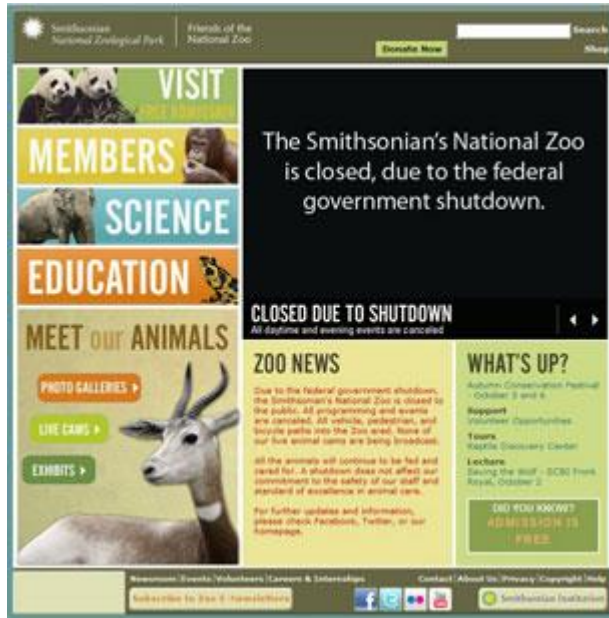 Smithsonian
National Zoological Park
Friends of the
National Zoo
Donate Now
Search
Shop
VISIT
FREE ADMISSION
MEMBERS
SCIENCE
EDUCATION
MEET our ANIMALS
PHOTO GALLERIES
LIVE CAMS
EXHIBITS
The Smithsonian's National Zoo
is closed, due to the federal
government shutdown.
CLOSED DUE TO SHUTDOWN
All daytime and evening events are canceled
ZOO NEWS
Due to the federal government shutdown,
the Smithsonian's National Zoo is closed to
the public. All programming and events
are canceled. All vehicle, pedestrian, and
bicycle paths into the Zoo are closed. None of
our live animal cams are being broadcast.
All the animals will continue to be fed and
cared for. A shutdown does not affect our
commitment to the safety of our staff and
standard of excellence in animal care.
For further updates and information,
please check Facebook, Twitter, or our
homepage.
WHAT'S UP?
Autumn Conservation Festival
- October 5 and 6
Support
Volunteer Opportunities
Tours
Reptile Discovery Center
Lecture
Saving the Wolf - SCBI Front
Royal, October 2
DID YOU KNOW?
ADMISSION IS
FREE
Newsroom Events Volunteers Careers & Internships
Contact About Us Privacy Copyright Help
Subscribe to Zoo E-Newsletters
Smithsonian Institution